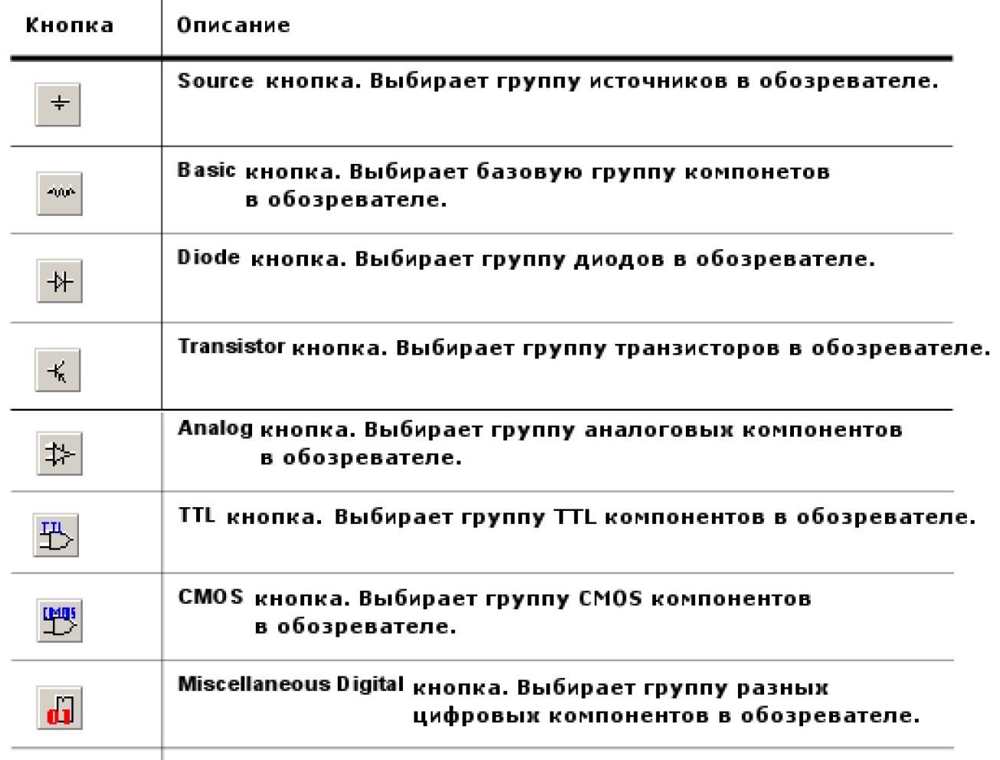 Кнопка Описание
Source кнопка. Выбирает группу источников в обозревателе.
Basic кнопка. Выбирает базовую группу компонетов
в обозревателе.
Diode кнопка. Выбирает группу диодов в обозревателе.
Transistor кнопка. Выбирает группу транзисторов в обозревателе.
Analog кнопка. Выбирает группу аналоговых компонентов
в обозревателе.
TTL
TTL кнопка. Выбирает группу TTL компонентов в обозревателе.
CMOS
CMOS кнопка. Выбирает группу CMOS компонентов
в обозревателе.
Miscellaneous Digital кнопка. Выбирает группу разных
цифровых компонентов в обозревателе.
01